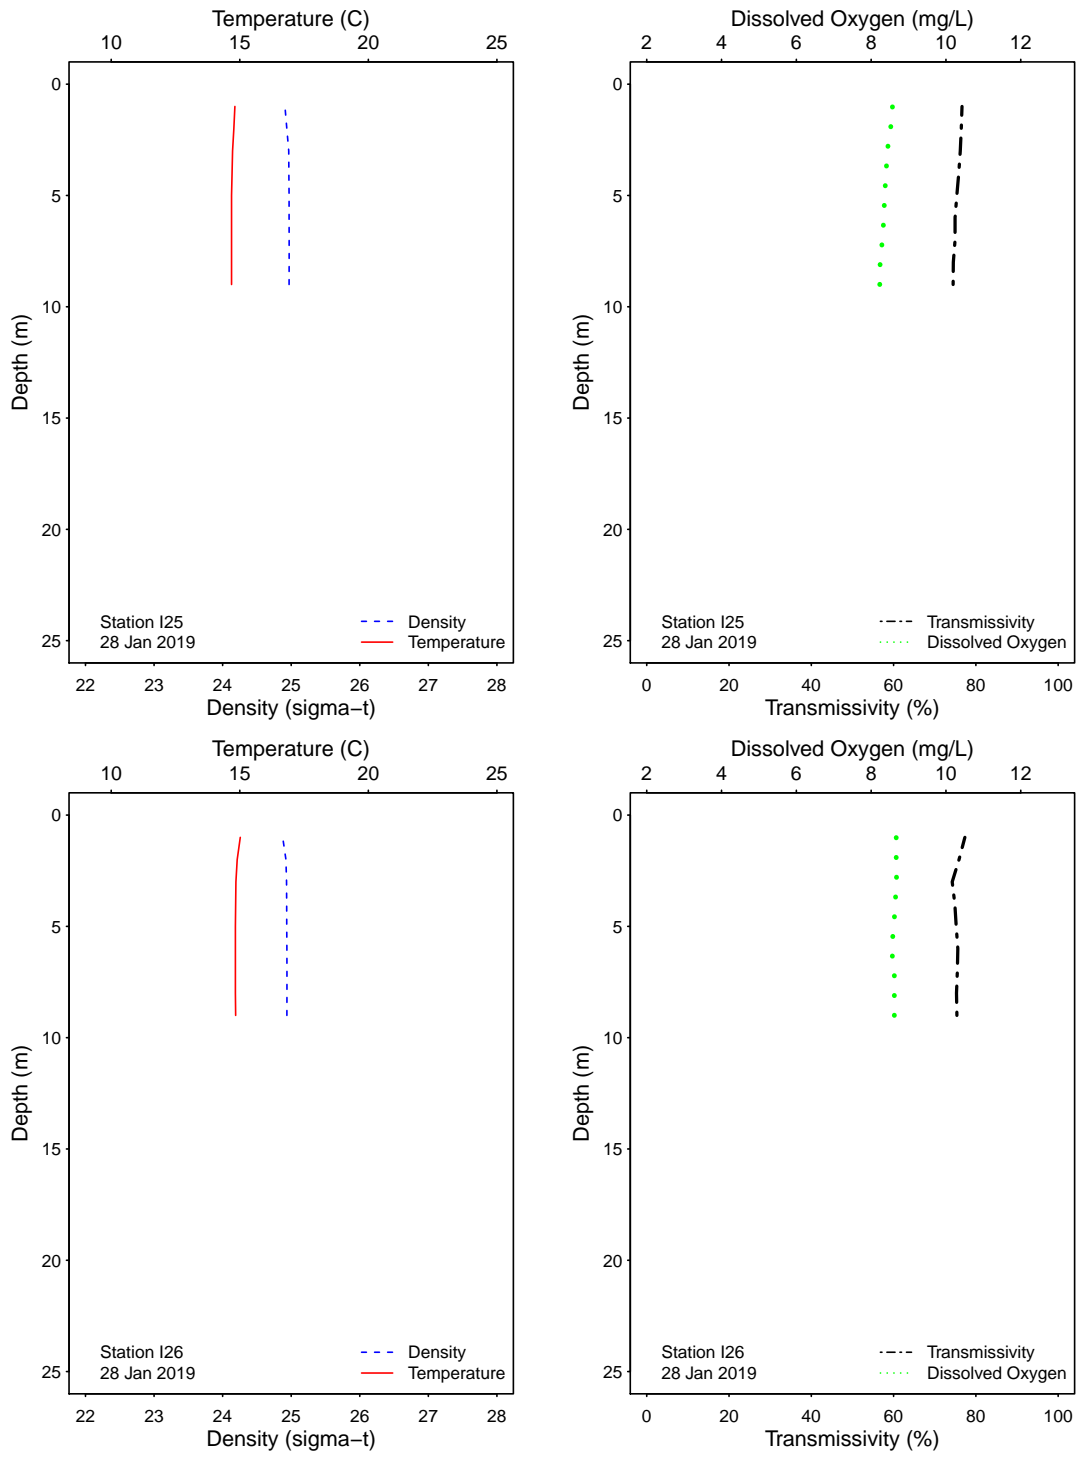 Temperature (C)
10 15 20 25
0
5
10
15
20
25
Depth (m)
Station I25
28 Jan 2019
Density
Temperature
22 23 24 25 26 27 28
Density (sigma−t)
Dissolved Oxygen (mg/L)
2 4 6 8 10 12
0
5
10
15
20
25
Depth (m)
Station I25
28 Jan 2019
Transmissivity
Dissolved Oxygen
0 20 40 60 80 100
Transmissivity (%)
Temperature (C)
10 15 20 25
0
5
10
15
20
25
Depth (m)
Station I26
28 Jan 2019
Density
Temperature
22 23 24 25 26 27 28
Density (sigma−t)
Dissolved Oxygen (mg/L)
2 4 6 8 10 12
0
5
10
15
20
25
Depth (m)
Station I26
28 Jan 2019
Transmissivity
Dissolved Oxygen
0 20 40 60 80 100
Transmissivity (%)